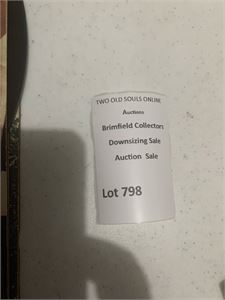 TWO OLD SOULS ONLINE
Auctions
Brimfield Collectors
Downsizing Sale
Auction Sale
Lot 798